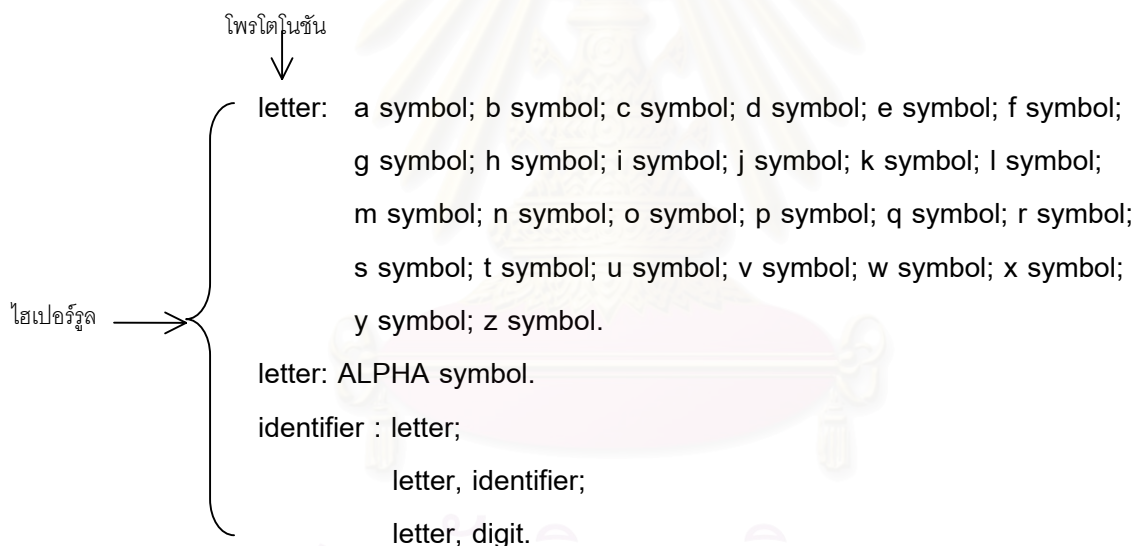 โพรโตโนชัน
letter: a symbol; b symbol; c symbol; d symbol; e symbol; f symbol;
g symbol; h symbol; i symbol; j symbol; k symbol; l symbol;
m symbol; n symbol; o symbol; p symbol; q symbol; r symbol;
s symbol; t symbol; u symbol; v symbol; w symbol; x symbol;
ไฮเปอร์รูล
y symbol; z symbol.
letter: ALPHA symbol.
identifier : letter;
letter, identifier;
letter, digit.